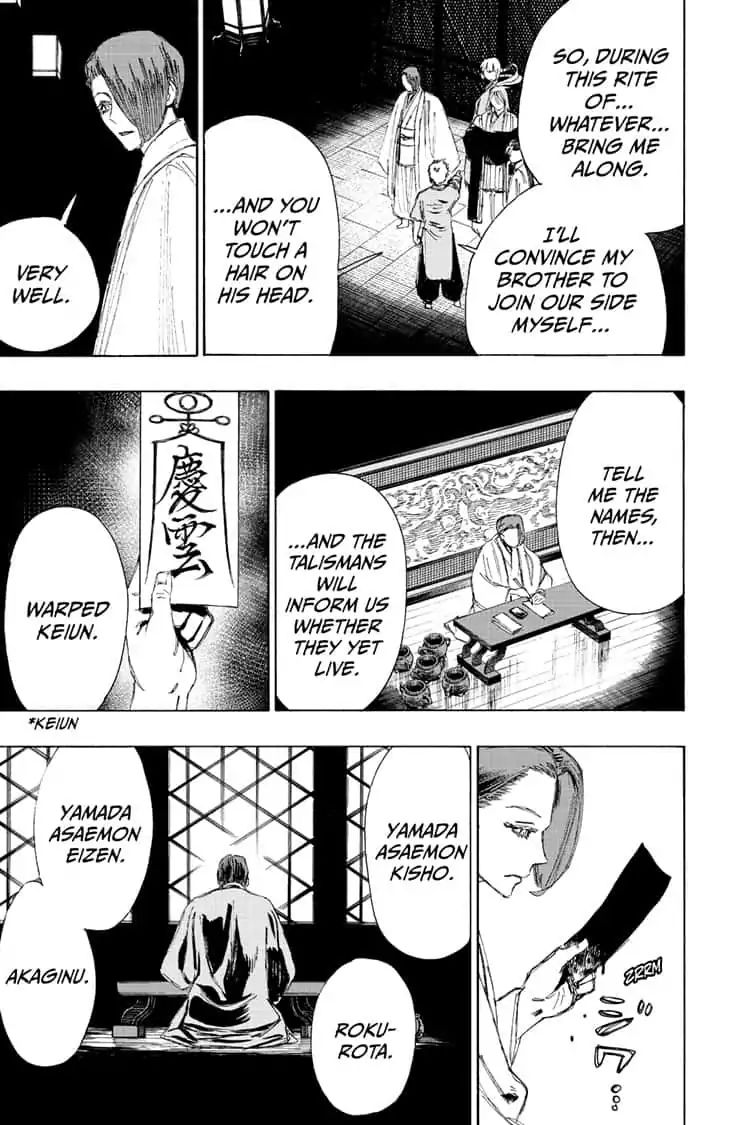 SO, DURING
THIS RITE
OF...
WHATEVER...
BRING ME
ALONG.
I'LL
CONVINCE MY
BROTHER TO
JOIN OUR SIDE
MYSELF...
...AND YOU
WON'T
TOUCH A
HAIR ON
HIS HEAD.
VERY
WELL.
TELL
ME THE
NAMES,
THEN...
...AND THE
TALISMANS
WILL
INFORM US
WHETHER
THEY YET
LIVE.
慶雲
WARPED
KEIUN.
*KEIUN
ZRRM
YAMADA
ASAEMON
KISHO.
ROKU-
ROTA.
YAMADA
ASAEMON
EIZEN.
AKAGINU.